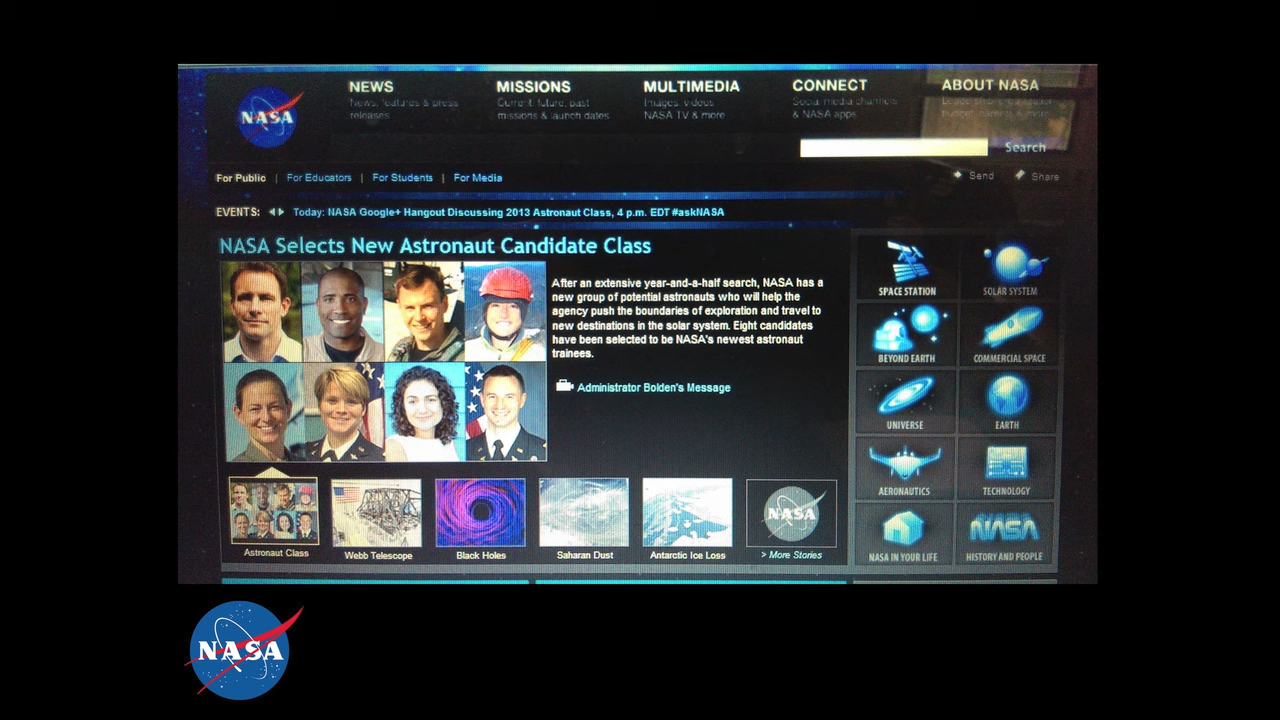 NASA
NEWS
News, features & press
releases
MISSIONS
Current, future, past
missions & launch dates
MULTIMEDIA
Images, videos
NASA TV & more
CONNECT
Social media channels
& NASA apps
ABOUT NASA
Search
For Public | For Educators | For Students | For Media
Send
Share
EVENTS:
Today: NASA Google+ Hangout Discussing 2013 Astronaut Class, 4 p.m. EDT #askNASA
NASA Selects New Astronaut Candidate Class
After an extensive year-and-a-half search, NASA has a
new group of potential astronauts who will help the
agency push the boundaries of exploration and travel to
new destinations in the solar system. Eight candidates
have been selected to be NASA's newest astronaut
trainees.
Administrator Bolden's Message
Astronaut Class
Webb Telescope
Black Holes
Saharan Dust
Antarctic Ice Loss
NASA
> More Stories
SPACE STATION
SOLAR SYSTEM
BEYOND EARTH
COMMERCIAL SPACE
UNIVERSE
EARTH
AERONAUTICS
TECHNOLOGY
NASA IN YOUR LIFE
NASA
HISTORY AND PEOPLE
NASA